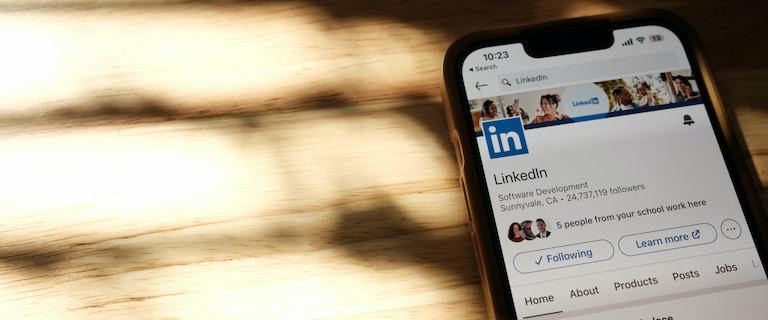 10:23
Search
LinkedIn
LinkedIn
in
LinkedIn
Software Development
Sunnyvale, CA • 24,737,119 followers
5 people from your school work here
✓ Following
Learn more
Home About Products Posts Jobs